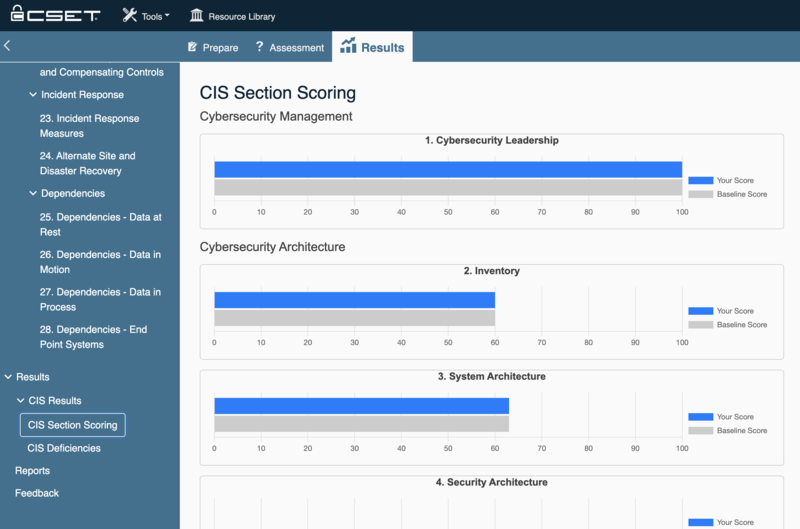 CSET
Tools
Resource Library
Prepare
? Assessment
Results
and Compensating Controls
Incident Response
23. Incident Response
Measures
24. Alternate Site and
Disaster Recovery
Dependencies
25. Dependencies - Data at
Rest
26. Dependencies - Data in
Motion
27. Dependencies - Data in
Process
28. Dependencies - End
Point Systems
Results
CIS Results
CIS Section Scoring
CIS Deficiencies
Reports
Feedback
CIS Section Scoring
Cybersecurity Management
1. Cybersecurity Leadership
Your Score
Baseline Score
0 10 20 30 40 50 60 70 80 90 100
Cybersecurity Architecture
2. Inventory
Your Score
Baseline Score
0 10 20 30 40 50 60 70 80 90 100
3. System Architecture
Your Score
Baseline Score
0 10 20 30 40 50 60 70 80 90 100
4. Security Architecture
Your Score